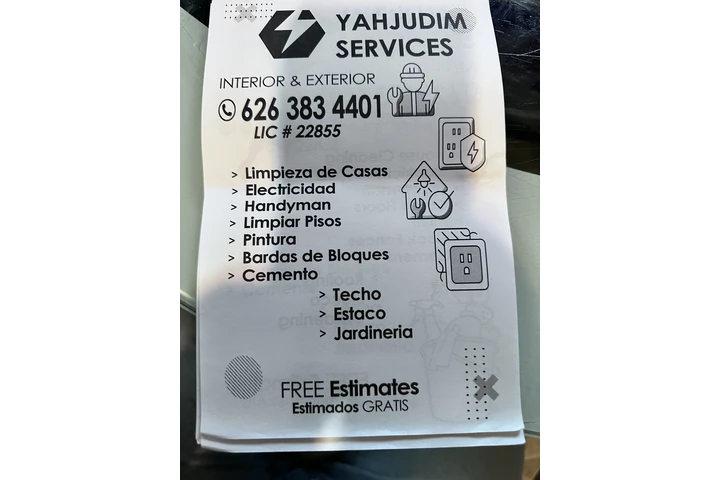 YAHJUDIM
SERVICES
INTERIOR & EXTERIOR
626 383 4401
LIC # 22855
> Limpieza de Casas
> Electricidad
> Handyman
> Limpiar Pisos
> Pintura
> Bardas de Bloques
> Cemento
> Techo
> Estaco
> Jardineria
FREE Estimates
Estimados GRATIS